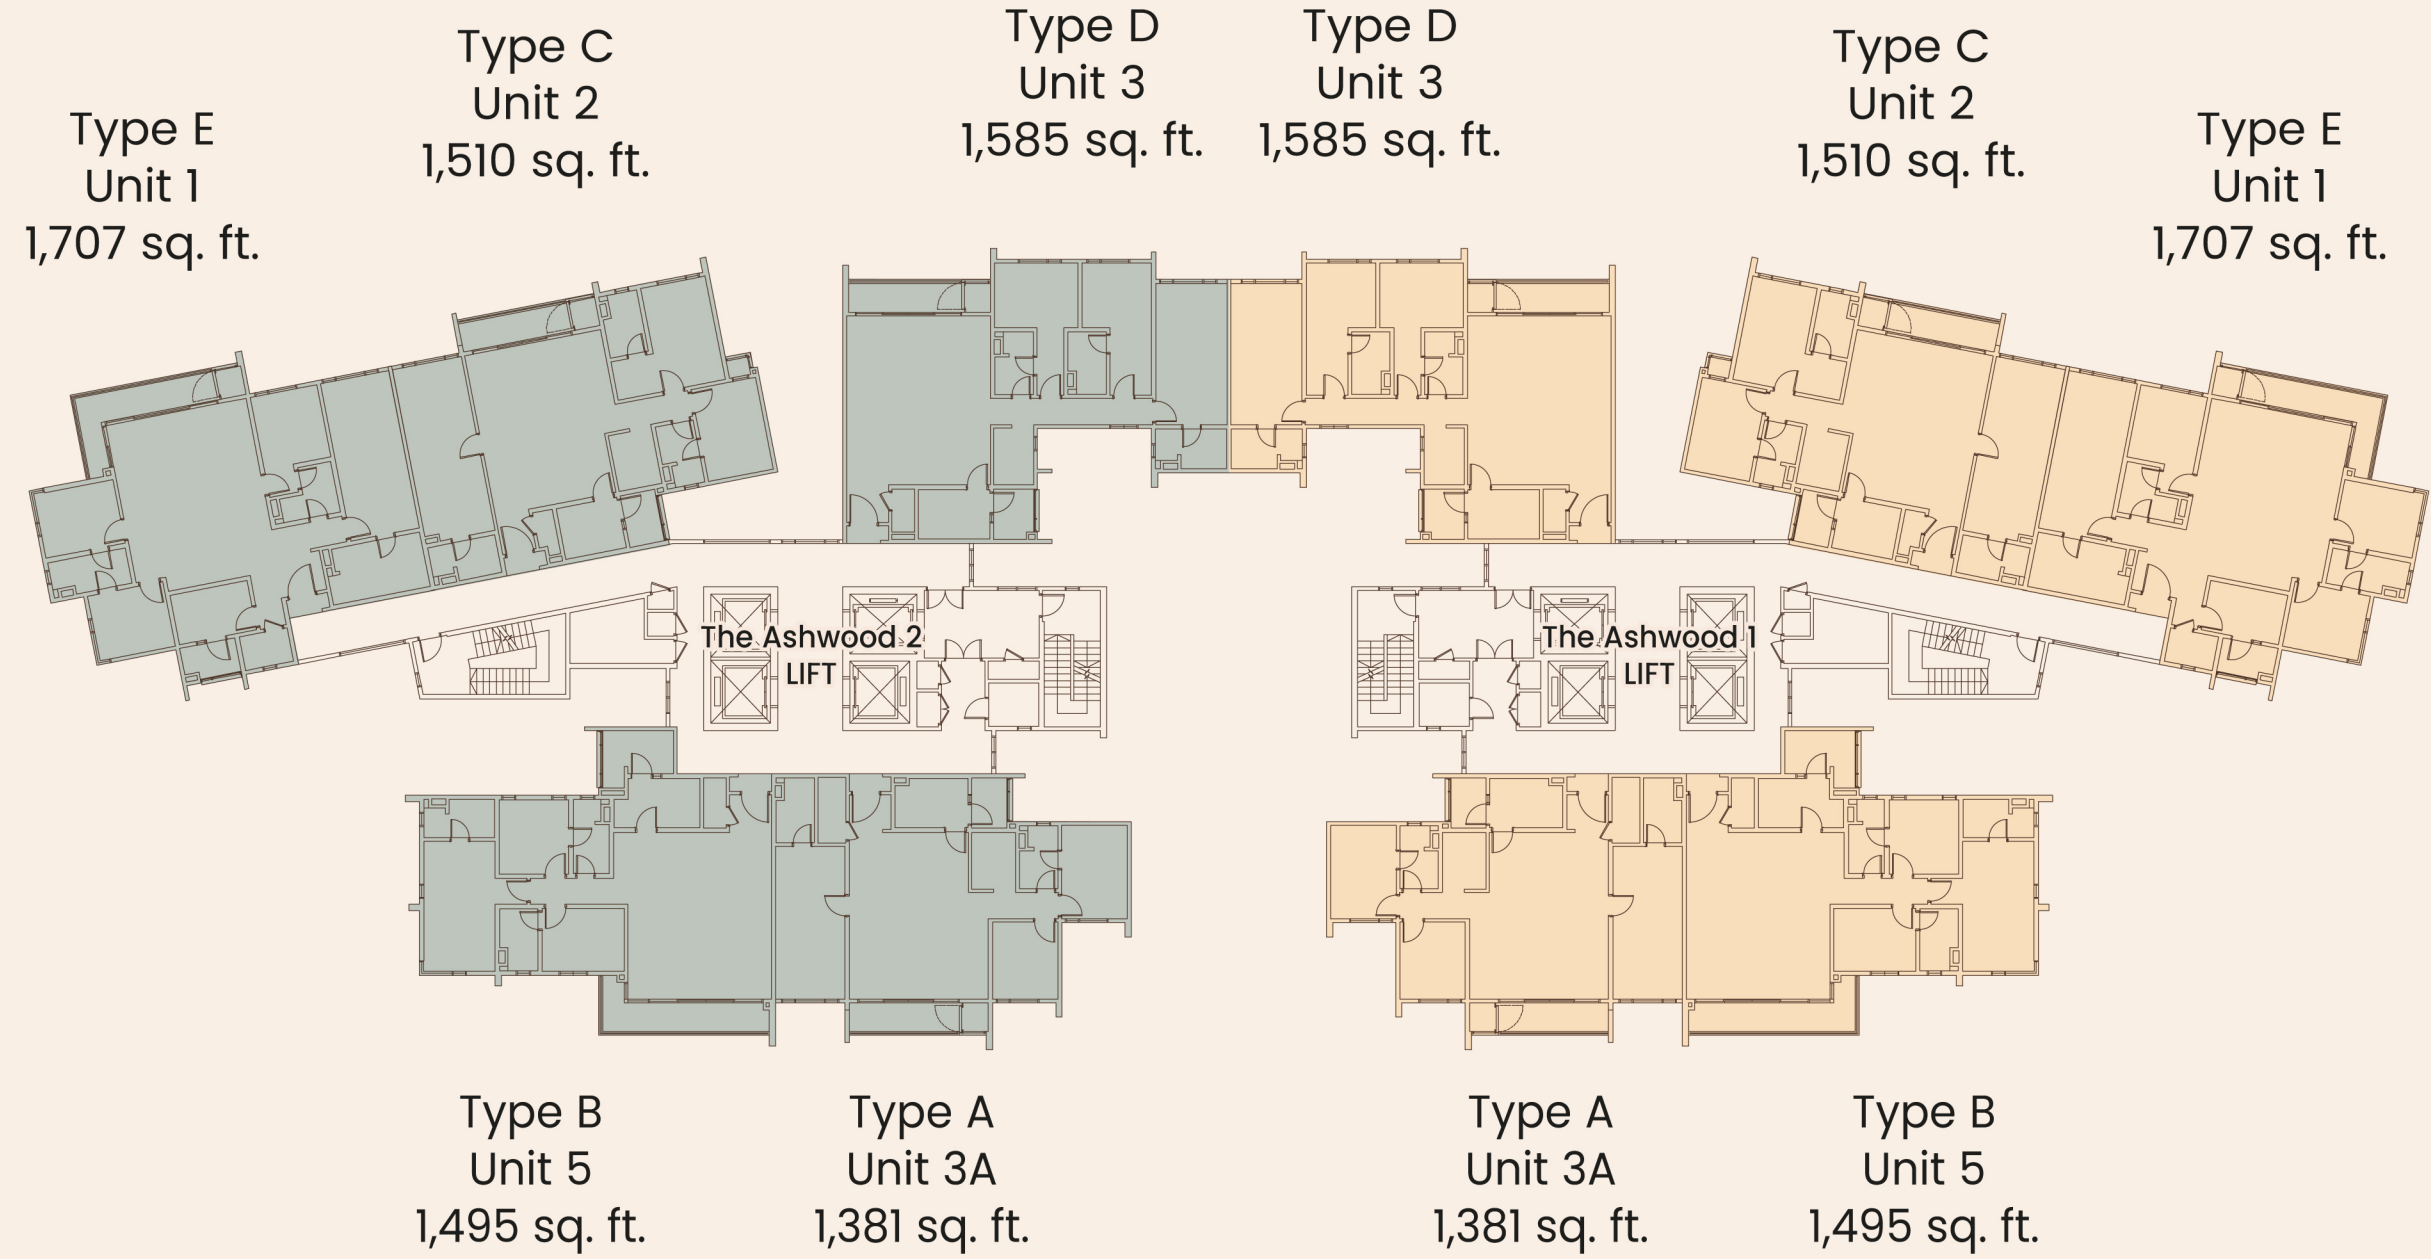 Type E
Unit 1
1,707 sq. ft.
Type C
Unit 2
1,510 sq. ft.
Type D
Unit 3
1,585 sq. ft.
Type D
Unit 3
1,585 sq. ft.
Type C
Unit 2
1,510 sq. ft.
Type E
Unit 1
1,707 sq. ft.
The Ashwood 2
LIFT
The Ashwood 1
LIFT
Type B
Unit 5
1,495 sq. ft.
Type A
Unit 3A
1,381 sq. ft.
Type A
Unit 3A
1,381 sq. ft.
Type B
Unit 5
1,495 sq. ft.